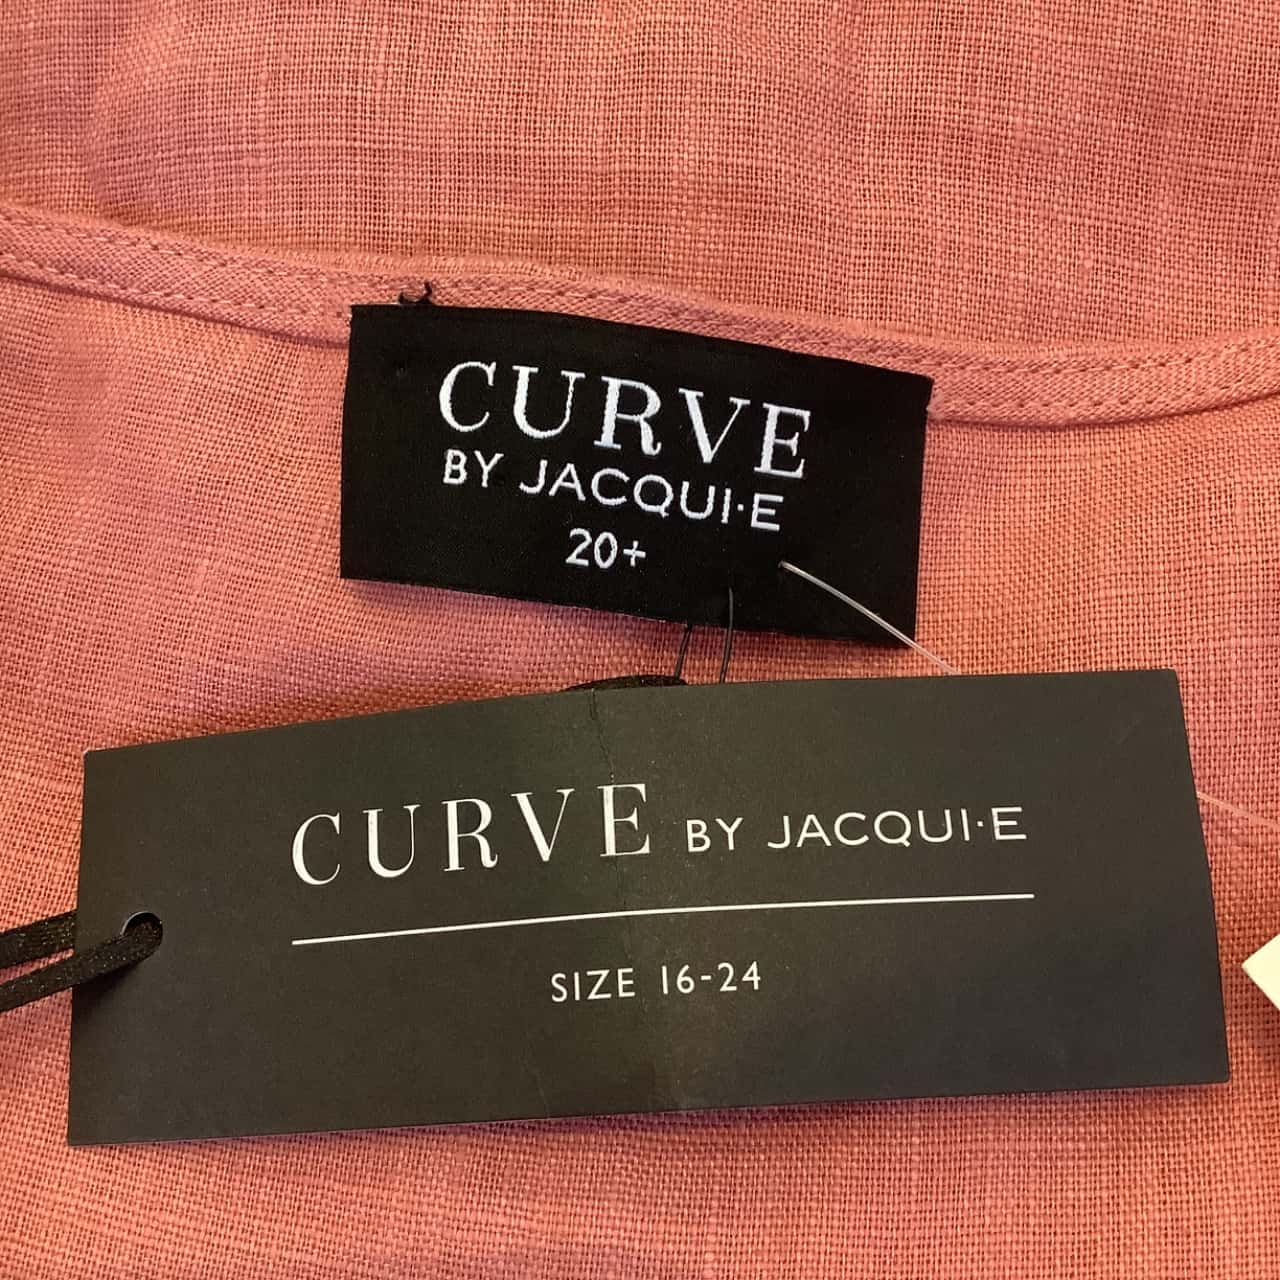 CURVE
BY JACQUI·E
20+
CURVE BY JACQUI·E
SIZE 16-24